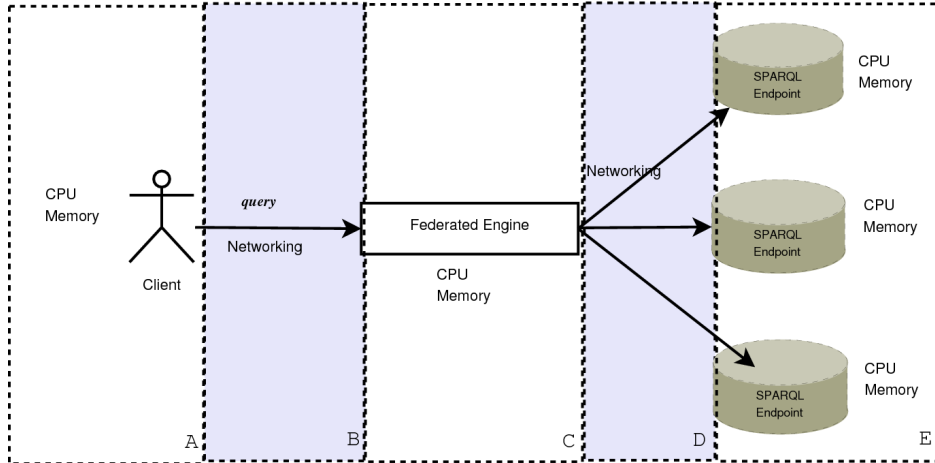 CPU
Memory
Client
A
query
Networking
B
Federated Engine
CPU
Memory
C
Networking
D
SPARQL
Endpoint
CPU
Memory
SPARQL
Endpoint
CPU
Memory
SPARQL
Endpoint
CPU
Memory
E